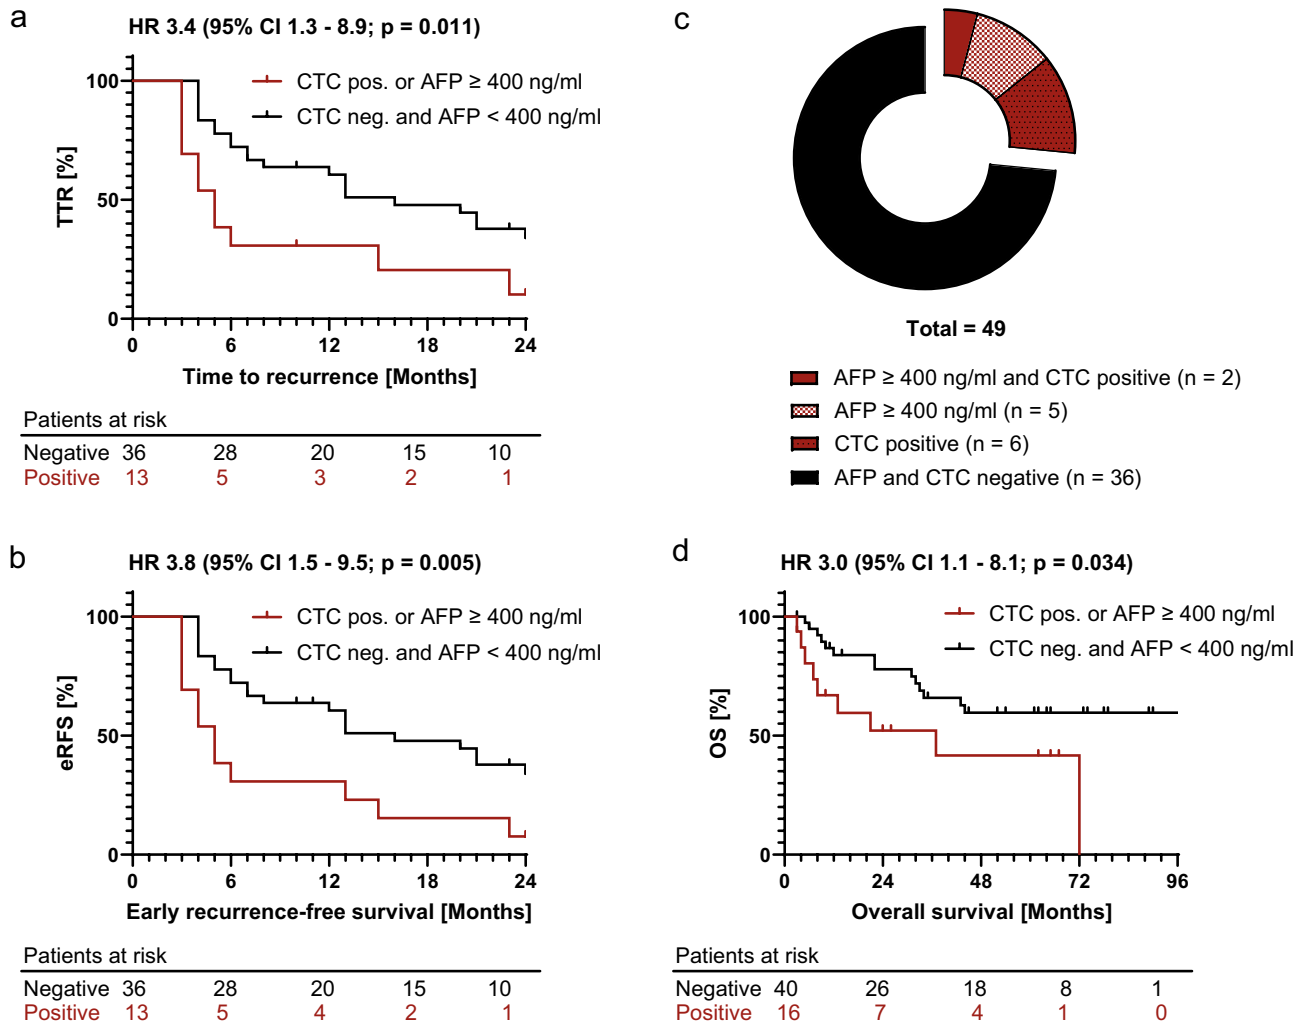 a
HR 3.4 (95% CI 1.3 - 8.9; p = 0.011)
CTC pos. or AFP ≥ 400 ng/ml
CTC neg. and AFP < 400 ng/ml
TTR [%]
100
50
0
0 6 12 18 24
Time to recurrence [Months]
Patients at risk
Negative 36 28 20 15 10
Positive 13 5 3 2 1
c
Total = 49
AFP ≥ 400 ng/ml and CTC positive (n = 2)
AFP ≥ 400 ng/ml (n = 5)
CTC positive (n = 6)
AFP and CTC negative (n = 36)
b
HR 3.8 (95% CI 1.5 - 9.5; p = 0.005)
CTC pos. or AFP ≥ 400 ng/ml
CTC neg. and AFP < 400 ng/ml
eRFS [%]
100
50
0
0 6 12 18 24
Early recurrence-free survival [Months]
Patients at risk
Negative 36 28 20 15 10
Positive 13 5 4 2 1
d
HR 3.0 (95% CI 1.1 - 8.1; p = 0.034)
CTC pos. or AFP ≥ 400 ng/ml
CTC neg. and AFP < 400 ng/ml
OS [%]
100
50
0
0 24 48 72 96
Overall survival [Months]
Patients at risk
Negative 40 26 18 8 1
Positive 16 7 4 1 0